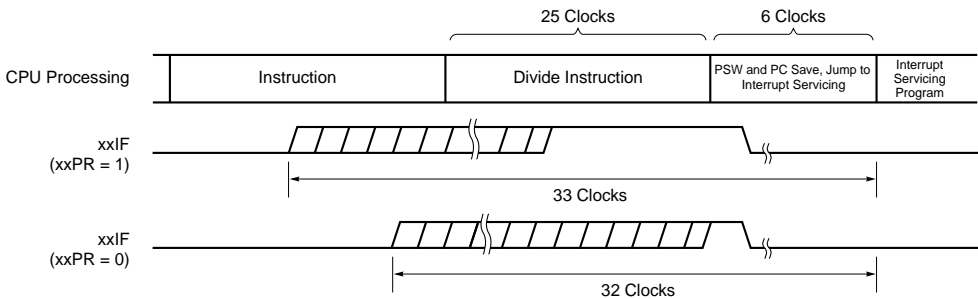 25 Clocks
6 Clocks
CPU Processing
Instruction
Divide Instruction
PSW and PC Save, Jump to
Interrupt Servicing
Interrupt
Servicing
Program
xxIF
(xxPR = 1)
33 Clocks
xxIF
(xxPR = 0)
32 Clocks